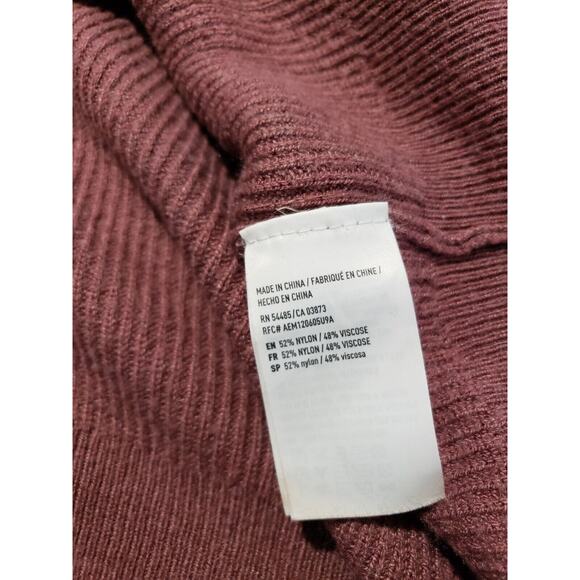 MADE IN CHINA / FABRIQUÉ EN CHINE /
HECHO EN CHINA
RN 54485/CA 03873
RFC# AEM120605U9A
EN 52% NYLON / 48% VISCOSE
FR 52% NYLON / 48% VISCOSE
SP 52% nylon / 48% viscosa